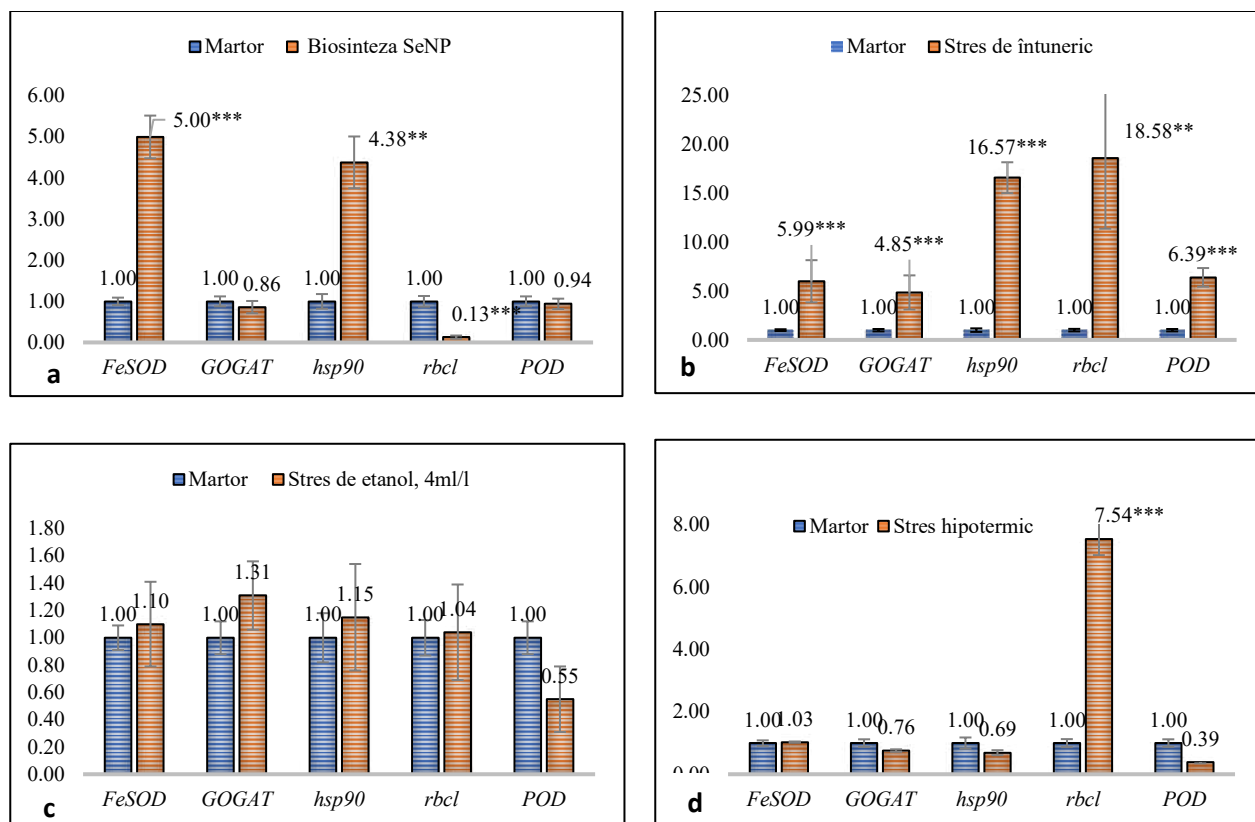 Martor Biosinteza SeNP
6.00
5.00
4.00
3.00
2.00
1.00
0.00
5.00***
4.38**
1.00
1.00
0.86
1.00
1.00
0.13***
1.00
0.94
FeSOD GOGAT hsp90 rbcl POD
a
Martor Stres de întuneric
25.00
20.00
15.00
10.00
5.00
0.00
18.58**
16.57***
5.99***
4.85***
6.39***
1.00 1.00 1.00 1.00 1.00
FeSOD GOGAT hsp90 rbcl POD
b
Martor Stres de etanol, 4ml/l
1.80
1.60
1.40
1.20
1.00
0.80
0.60
0.40
0.20
0.00
1.00 1.10 1.00 1.31 1.00 1.15 1.00 1.04 1.00 0.55
FeSOD GOGAT hsp90 rbcl POD
c
Martor Stres hipotermic
8.00
6.00
4.00
2.00
0.00
7.54***
1.00 1.03 1.00 0.76 1.00 0.69 1.00 1.00 0.39
FeSOD GOGAT hsp90 rbcl POD
d